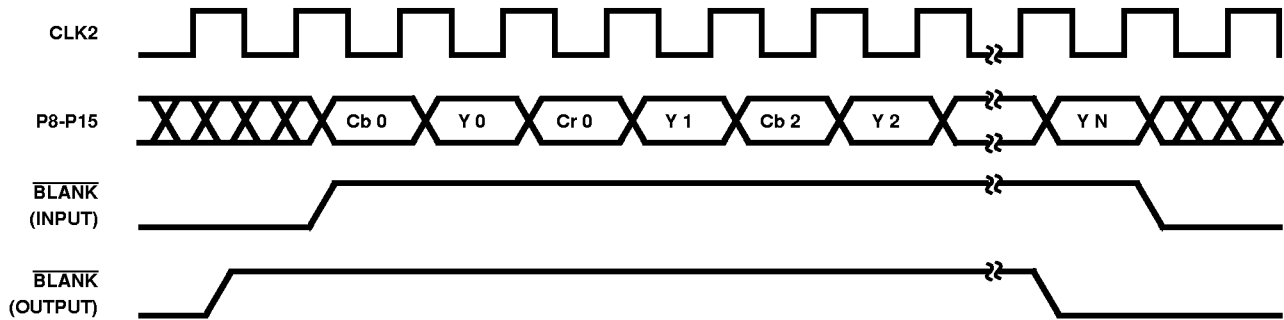 CLK2
P8-P15
Cb 0 Y 0 Cr 0 Y 1 Cb 2 Y 2 Y N
BLANK
(INPUT)
BLANK
(OUTPUT)